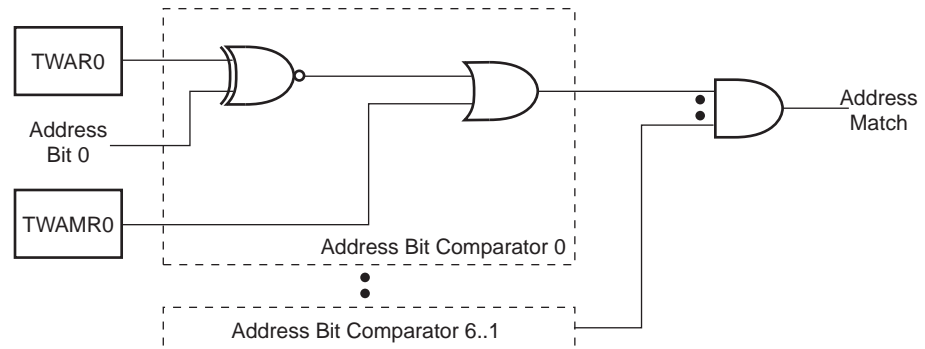 TWAR0
Address
Bit 0
TWAMR0
Address Bit Comparator 0
Address
Match
Address Bit Comparator 6..1